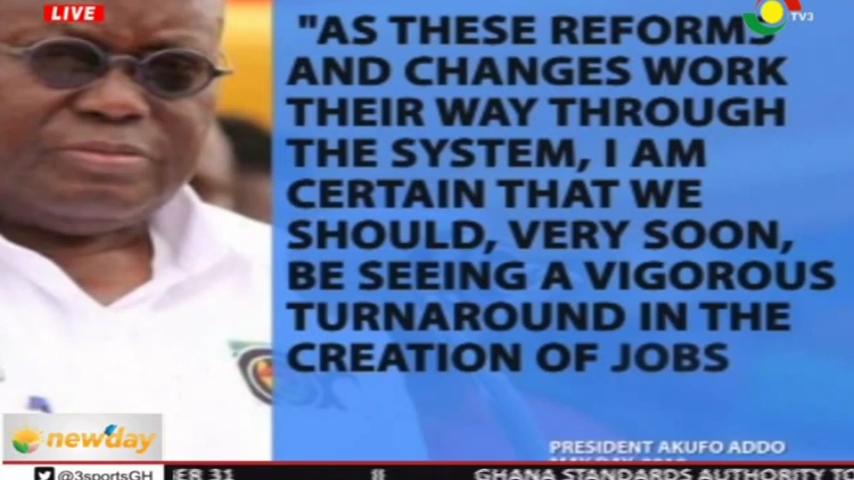 LIVE
TV3
"AS THESE REFORMS
AND CHANGES WORK
THEIR WAY THROUGH
THE SYSTEM, I AM
CERTAIN THAT WE
SHOULD, VERY SOON,
BE SEEING A VIGOROUS
TURNAROUND IN THE
CREATION OF JOBS
PRESIDENT AKUFO ADDO
newday
@3sportsGH
GHANA STANDARDS AUTHORITY TO